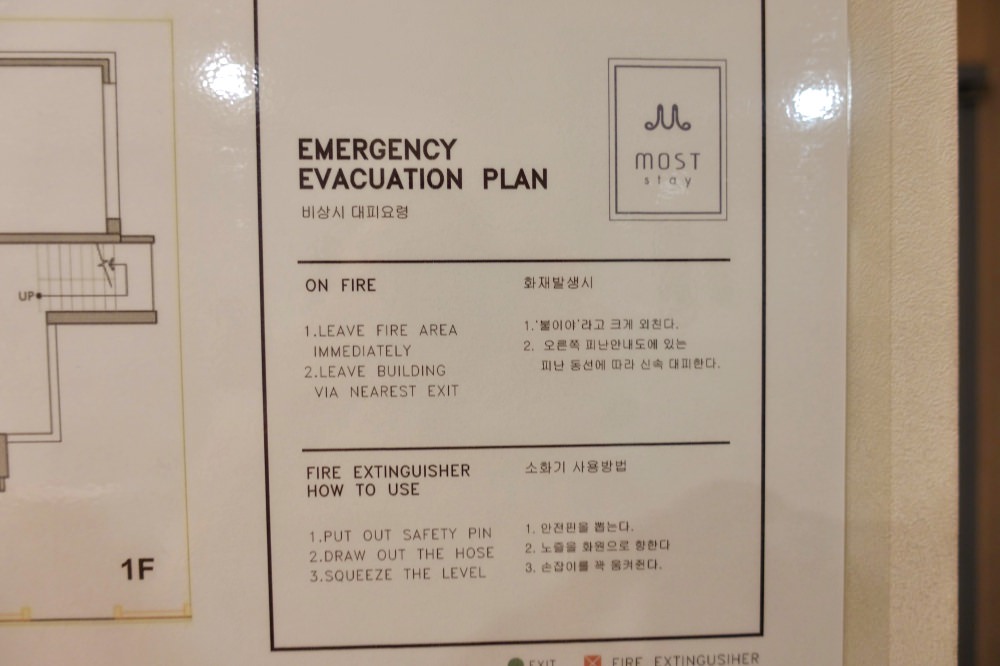 MOST
stay
EMERGENCY
EVACUATION PLAN
비상시 대피요령
ON FIRE
1.LEAVE FIRE AREA
IMMEDIATELY
2.LEAVE BUILDING
VIA NEAREST EXIT
화재발생시
1.'불이야'라고 크게 외친다.
2. 오른쪽 피난안내도에 있는
피난 동선에 따라 신속 대피한다.
FIRE EXTINGUISHER
HOW TO USE
1.PUT OUT SAFETY PIN
2.DRAW OUT THE HOSE
3.SQUEEZE THE LEVEL
소화기 사용방법
1. 안전핀을 뽑는다.
2. 노즐을 화원으로 향한다
3. 손잡이를 꽉 움켜쥔다.
UP
1F
EXIT
FIRE EXTINGUSIHER